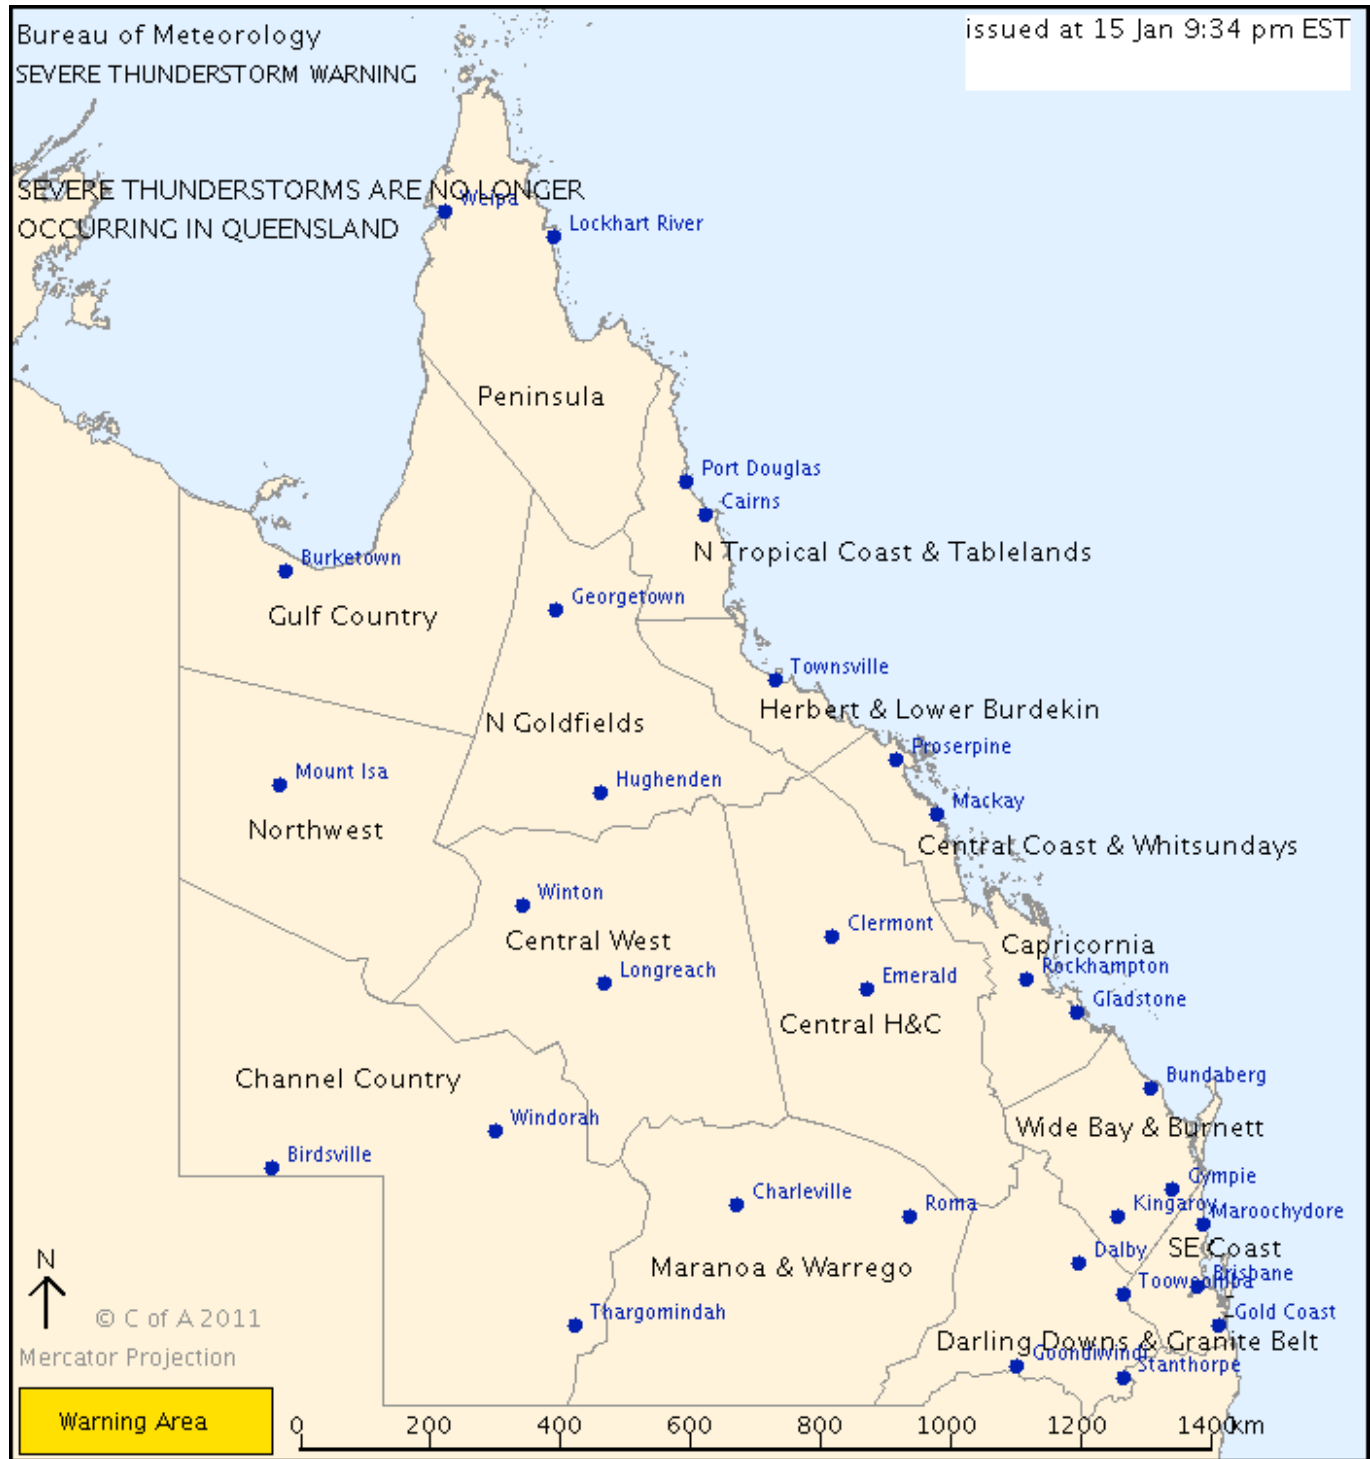 Bureau of Meteorology
issued at 15 Jan 9:34 pm EST
SEVERE THUNDERSTORM WARNING
SEVERE THUNDERSTORMS ARE NO LONGER
OCCURRING IN QUEENSLAND
Weipa
Lockhart River
Peninsula
Port Douglas
Cairns
N Tropical Coast & Tablelands
Burketown
Georgetown
Gulf Country
Townsville
Herbert & Lower Burdekin
N Goldfields
Proserpine
Mount Isa
Hughenden
Mackay
Northwest
Central Coast & Whitsundays
Winton
Clermont
Central West
Capricornia
Longreach
Emerald
Rockhampton
Gladstone
Central H&C
Channel Country
Bundaberg
Windorah
Wide Bay & Burnett
Birdsville
Gympie
Charleville
Roma
Kingaroy
Maroochydore
Dalby
SE Coast
Maranoa & Warrego
Brisbane
Toowoomba
N
Thargomindah
Gold Coast
© C of A 2011
Darling Downs & Granite Belt
Goondiwindi
Mercator Projection
Stanthorpe
Warning Area
0 200 400 600 800 1000 1200 1400km